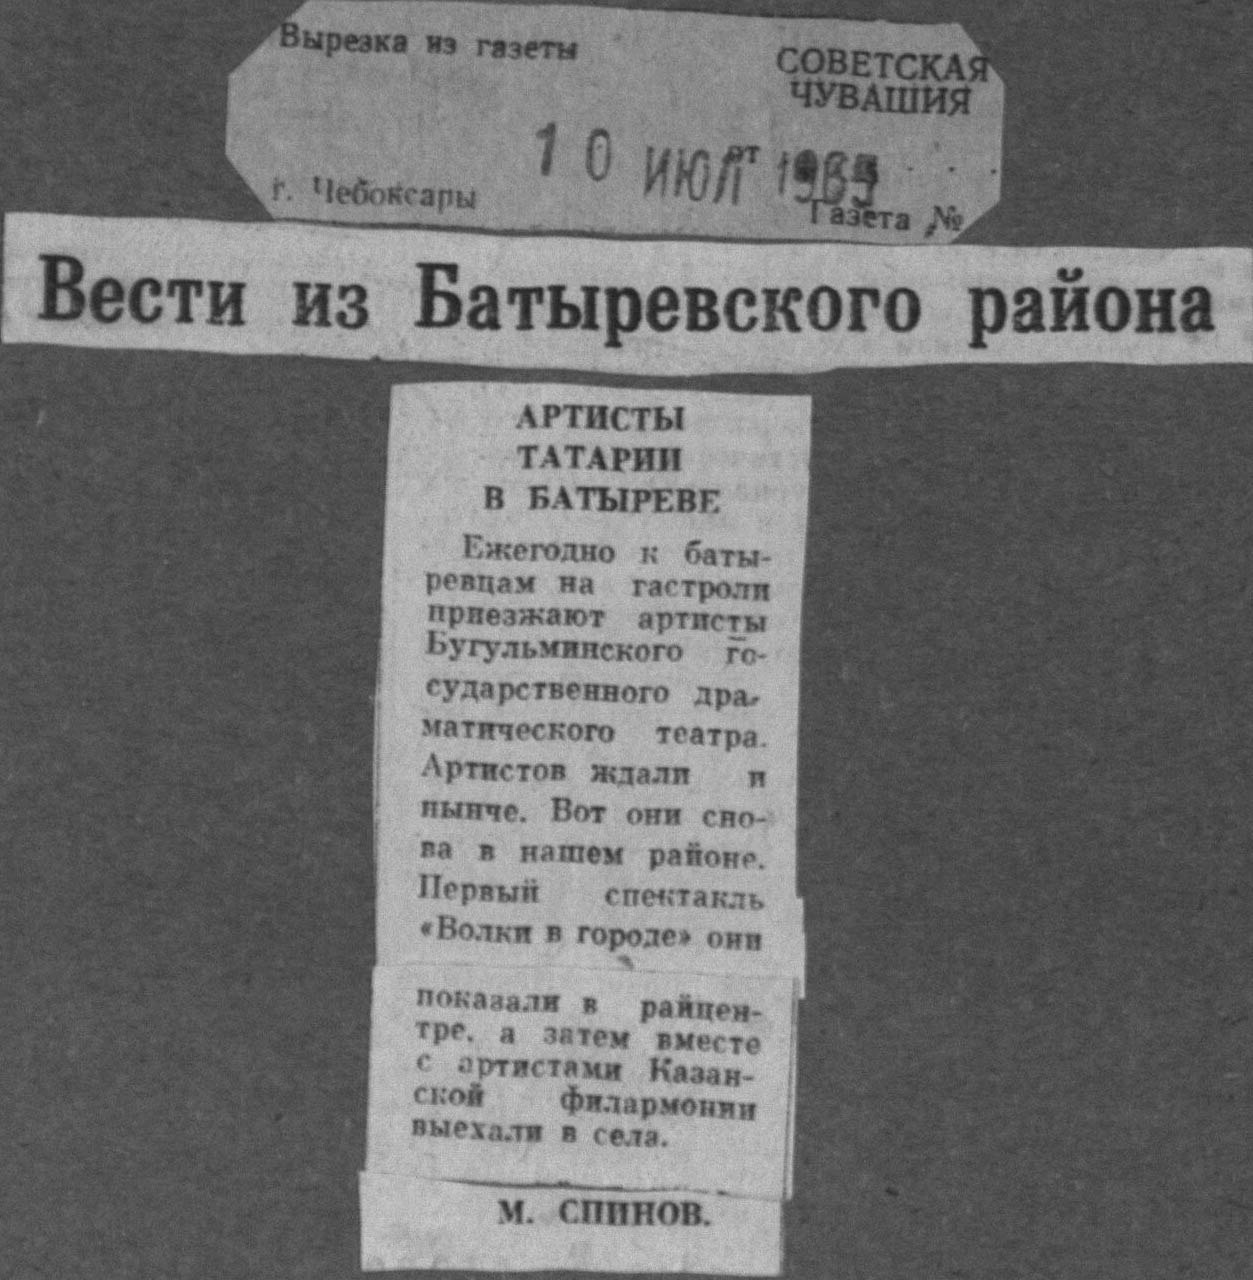 Вырезка из газеты
СОВЕТСКАЯ
ЧУВАШИЯ
10 ИЮЛ от
г. Чебоксары
Газета №
Вести из Батыревского района
АРТИСТЫ
ТАТАРИИ
В БАТЫРЕВЕ
Ежегодно к баты-
ревцам на гастроли
приезжают артисты
Бугульминского го-
сударственного дра-
матического театра.
Артистов ждали и
нынче. Вот они сно-
ва в нашем районе.
Первый спектакль
«Волки в городе» они
показали в райцен-
тре, а затем вместе
с артистами Казан-
ской филармонии
выехали в села.
М. СПИНОВ.